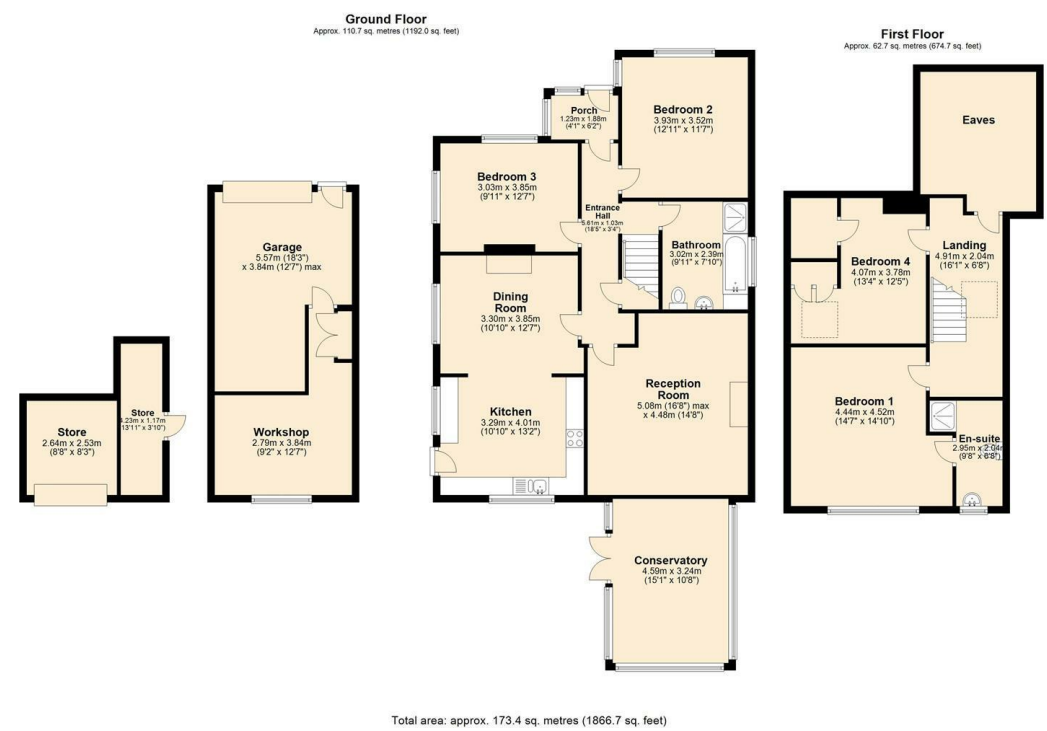 Ground Floor
Approx. 110.7 sq. metres (1192.0 sq. feet)
First Floor
Approx. 62.7 sq. metres (674.7 sq. feet)
Porch
1.23m x 1.88m
(4'1" x 6'2")
Bedroom 2
3.93m x 3.52m
(12'11" x 11'7")
Eaves
Bedroom 3
3.03m x 3.85m
(9'11" x 12'7")
Entrance
Hall
5.61m x 1.03m
(18'5" x 3'4")
Garage
5.57m (18'3")
x 3.84m (12'7") max
Bathroom
3.02m x 2.39m
(9'11" x 7'10")
Landing
4.91m x 2.04m
(16'1" x 6'8")
Bedroom 4
4.07m x 3.78m
(13'4" x 12'5")
Dining
Room
3.30m x 3.85m
(10'10" x 12'7")
Reception
Room
5.08m (16'8") max
x 4.48m (14'8")
Bedroom 1
4.44m x 4.52m
(14'7" x 14'10")
Kitchen
3.29m x 4.01m
(10'10" x 13'2")
Store
4.23m x 1.17m
(13'11" x 3'10")
Store
2.64m x 2.53m
(8'8" x 8'3")
Workshop
2.79m x 3.84m
(9'2" x 12'7")
En-suite
2.95m x 2.04m
(9'8" x 6'8")
Conservatory
4.59m x 3.24m
(15'1" x 10'8")
Total area: approx. 173.4 sq. metres (1866.7 sq. feet)